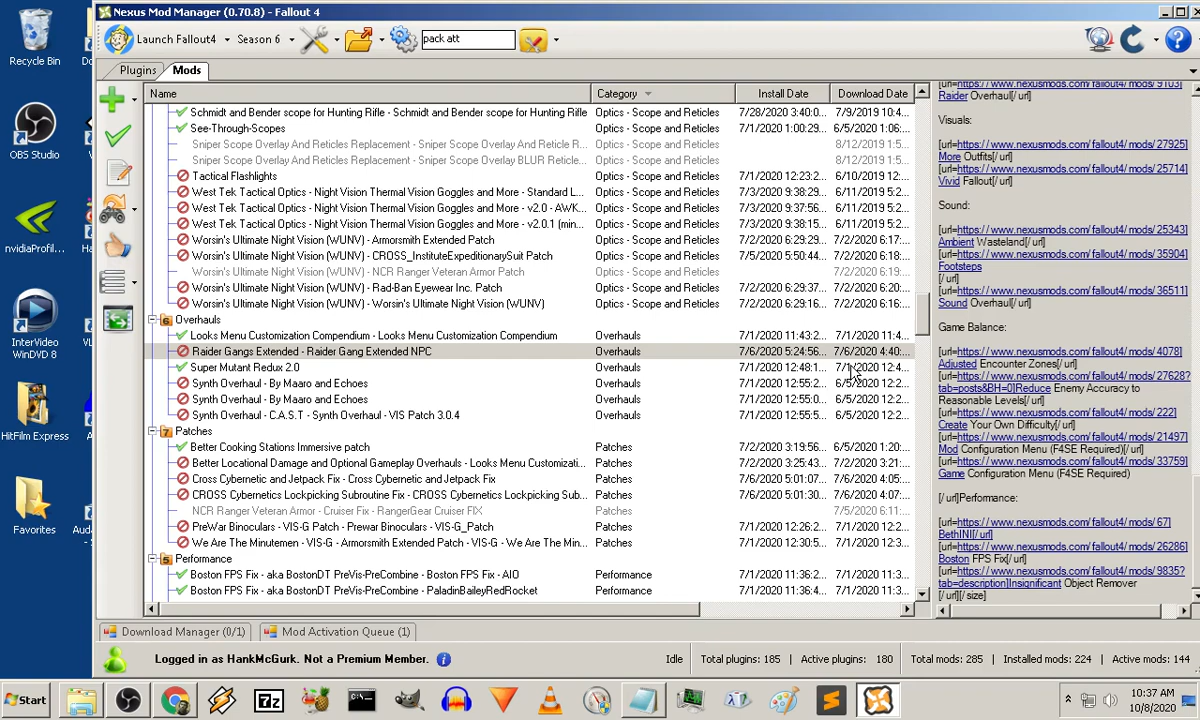 Nexus Mod Manager (0.70.8) - Fallout 4
Launch Fallout4
Season 6
pack att
Plugins
Mods
Name
Category
Install Date
Download Date
Schmidt and Bender scope for Hunting Rifle - Schmidt and Bender scope for Hunting Rifle Optics - Scope and Reticles 7/28/2020 3:40:0... 7/9/2019 10:4...
See-Through-Scopes Optics - Scope and Reticles 7/1/2020 1:00:29... 6/5/2020 1:06:...
Sniper Scope Overlay And Reticles Replacement - Sniper Scope Overlay And Reticle R... Optics - Scope and Reticles 8/12/2019 1:5...
Sniper Scope Overlay And Reticles Replacement - Sniper Scope Overlay BLUR Reticle... Optics - Scope and Reticles 8/12/2019 1:5...
Tactical Flashlights Optics - Scope and Reticles 7/1/2020 12:23:2... 6/10/2019 12:...
West Tek Tactical Optics - Night Vision Thermal Vision Goggles and More - Standard L... Optics - Scope and Reticles 7/3/2020 9:38:29... 6/11/2019 5:2...
West Tek Tactical Optics - Night Vision Thermal Vision Goggles and More - v2.0 - AWK... Optics - Scope and Reticles 7/3/2020 9:37:56... 6/11/2019 5:2...
West Tek Tactical Optics - Night Vision Thermal Vision Goggles and More - v2.0.1 (min... Optics - Scope and Reticles 7/3/2020 9:38:15... 6/11/2019 5:2...
Worsin's Ultimate Night Vision (WUNV) - Armorsmith Extended Patch Optics - Scope and Reticles 7/2/2020 6:29:29... 7/2/2020 6:17:...
Worsin's Ultimate Night Vision (WUNV) - CROSS_InstituteExpeditionarySuit Patch Optics - Scope and Reticles 7/5/2020 5:50:44... 7/2/2020 6:18:...
Worsin's Ultimate Night Vision (WUNV) - NCR Ranger Veteran Armor Patch Optics - Scope and Reticles 7/2/2020 6:19:...
Worsin's Ultimate Night Vision (WUNV) - Rad-Ban Eyewear Inc. Patch Optics - Scope and Reticles 7/2/2020 6:29:37... 7/2/2020 6:20:...
Worsin's Ultimate Night Vision (WUNV) - Worsin's Ultimate Night Vision (WUNV) Optics - Scope and Reticles 7/2/2020 6:29:16... 7/2/2020 6:16:...
6 Overhauls
Looks Menu Customization Compendium - Looks Menu Customization Compendium Overhauls 7/1/2020 11:43:2... 7/1/2020 11:4...
Raider Gangs Extended - Raider Gang Extended NPC Overhauls 7/6/2020 5:24:56... 7/6/2020 4:40:...
Super Mutant Redux 2.0 Overhauls 7/1/2020 12:48:1... 7/1/2020 12:4...
Synth Overhaul - By Maaro and Echoes Overhauls 7/1/2020 12:55:2... 6/5/2020 12:2...
Synth Overhaul - By Maaro and Echoes Overhauls 7/1/2020 12:55:0... 6/5/2020 12:2...
Synth Overhaul - C.A.S.T - Synth Overhaul - VIS Patch 3.0.4 Overhauls 7/1/2020 12:55:5... 6/5/2020 12:2...
7 Patches
Better Cooking Stations Immersive patch Patches 7/2/2020 3:19:56... 6/5/2020 1:20:...
Better Locational Damage and Optional Gameplay Overhauls - Looks Menu Customizati... Patches 7/2/2020 3:25:43... 7/2/2020 3:21:...
Cross Cybernetic and Jetpack Fix - Cross Cybernetic and Jetpack Fix Patches 7/6/2020 5:01:07... 7/6/2020 4:05:...
CROSS Cybernetics Lockpicking Subroutine Fix - CROSS Cybernetics Lockpicking Sub... Patches 7/6/2020 5:01:30... 7/6/2020 4:07:...
NCR Ranger Veteran Armor - Cruiser Fix - RangerGear Cruiser FIX Patches 7/5/2020 6:11:...
PreWar Binoculars - VIS-G Patch - Prewar Binoculars - VIS-G_Patch Patches 7/1/2020 12:26:2... 7/1/2020 12:2...
We Are The Minutemen - VIS-G - Armorsmith Extended Patch - VIS-G - We Are The Min... Patches 7/1/2020 12:30:5... 7/1/2020 12:2...
5 Performance
Boston FPS Fix - aka BostonDT PreVis-PreCombine - Boston FPS Fix - AIO Performance 7/1/2020 11:36:2... 7/1/2020 11:3...
Boston FPS Fix - aka BostonDT PreVis-PreCombine - PaladinBaileyRedRocket Performance 7/1/2020 11:36:4... 7/1/2020 11:3...
[url=https://www.nexusmods.com/fallout4/mods/9103]
Raider Overhaul[/url]
Visuals:
[url=https://www.nexusmods.com/fallout4/mods/27925]
More Outfits[/url]
[url=https://www.nexusmods.com/fallout4/mods/25714]
Vivid Fallout[/url]
Sound:
[url=https://www.nexusmods.com/fallout4/mods/25343]
Ambient Wasteland[/url]
[url=https://www.nexusmods.com/fallout4/mods/35904]
Footsteps
[/url]
[url=https://www.nexusmods.com/fallout4/mods/36511]
Sound Overhaul[/url]
Game Balance:
[url=https://www.nexusmods.com/fallout4/mods/4078]
Adjusted Encounter Zones[/url]
[url=https://www.nexusmods.com/fallout4/mods/27628?
tab=posts&BH=0]Reduce Enemy Accuracy to
Reasonable Levels[/url]
[url=https://www.nexusmods.com/fallout4/mods/222]
Create Your Own Difficulty[/url]
[url=https://www.nexusmods.com/fallout4/mods/21497]
Mod Configuration Menu (F4SE Required)[/url]
[url=https://www.nexusmods.com/fallout4/mods/33759]
Game Configuration Menu (F4SE Required)
[/url]Performance:
[url=https://www.nexusmods.com/fallout4/mods/67]
BethINI[/url]
[url=https://www.nexusmods.com/fallout4/mods/26286]
Boston FPS Fix[/url]
[url=https://www.nexusmods.com/fallout4/mods/9835?
tab=description]Insignificant Object Remover
[/url][/size]
Download Manager (0/1)
Mod Activation Queue (1)
Logged in as HankMcGurk. Not a Premium Member.
Idle
Total plugins: 185
Active plugins: 180
Total mods: 285
Installed mods: 224
Active mods: 144
Recycle Bin
OBS Studio
nvidiaProfil...
InterVideo
WinDVD 8
HitFilm Express
Favorites
Start
7z
10:37 AM
10/8/2020